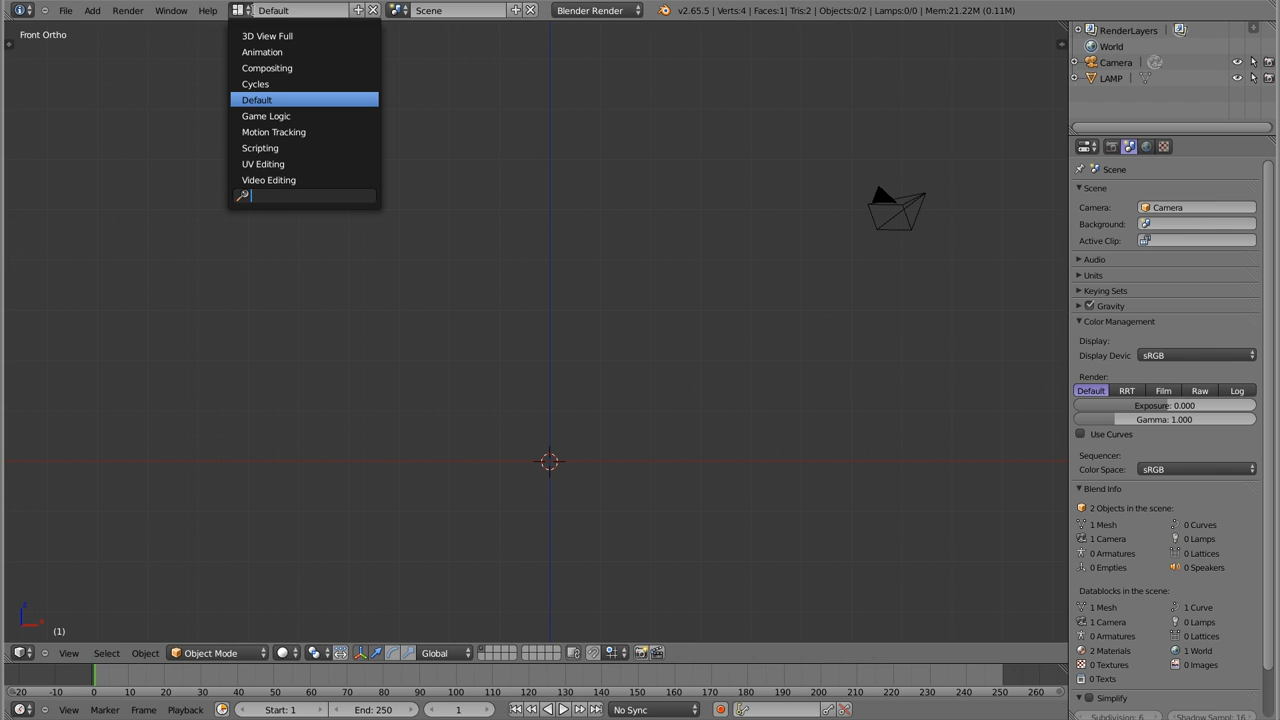 File Add Render Window Help Default Scene Blender Render v2.65.5 | Verts:4 | Faces:1| Tris:2 | Objects:0/2 | Lamps:0/0 | Mem:21.22M (0.11M)
Front Ortho
3D View Full
Animation
Compositing
Cycles
Default
Game Logic
Motion Tracking
Scripting
UV Editing
Video Editing
RenderLayers
World
Camera
LAMP
Scene
Scene
Camera: Camera
Background:
Active Clip:
Audio
Units
Keying Sets
Gravity
Color Management
Display:
Display Devic sRGB
Render:
Default RRT Film Raw Log
Exposure: 0.000
Gamma: 1.000
Use Curves
Sequencer:
Color Space: sRGB
Blend Info
2 Objects in the scene:
1 Mesh 0 Curves
1 Camera 0 Lamps
0 Armatures 0 Lattices
0 Empties 0 Speakers
Datablocks in the scene:
1 Mesh 1 Curve
1 Camera 0 Lamps
0 Armatures 0 Lattices
2 Materials 1 World
0 Textures 0 Images
0 Texts
Simplify
Subdivision: 6 Shadow Sampl: 16
z
x
(1)
View Select Object Object Mode Global
-20 -10 0 10 20 30 40 50 60 70 80 90 100 110 120 130 140 150 160 170 180 190 200 210 220 230 240 250 260
View Marker Frame Playback Start: 1 End: 250 1 No Sync